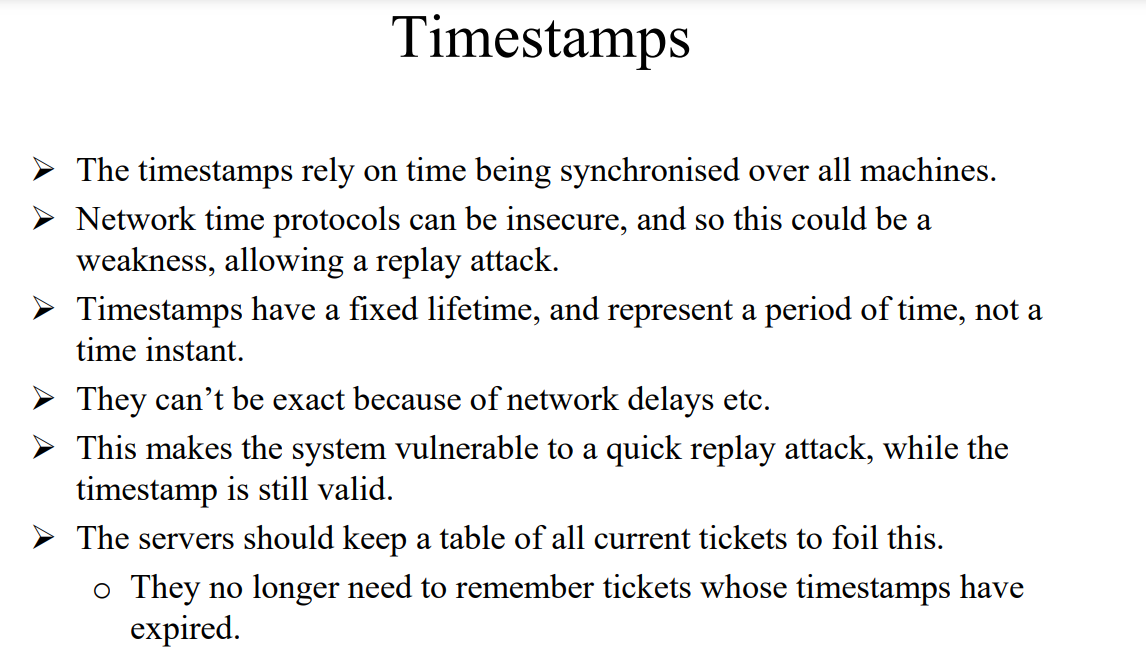 Timestamps
➢ The timestamps rely on time being synchronised over all machines.
➢ Network time protocols can be insecure, and so this could be a
weakness, allowing a replay attack.
➢ Timestamps have a fixed lifetime, and represent a period of time, not a
time instant.
➢ They can’t be exact because of network delays etc.
➢ This makes the system vulnerable to a quick replay attack, while the
timestamp is still valid.
➢ The servers should keep a table of all current tickets to foil this.
o They no longer need to remember tickets whose timestamps have
expired.